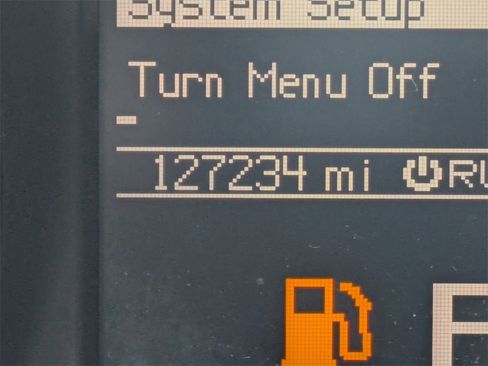 System Setup
Turn Menu Off
127234 mi